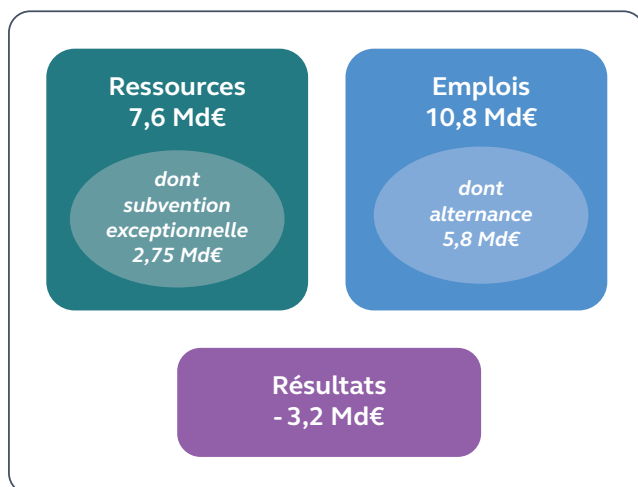 Ressources
7,6 Md€
dont
subvention
exceptionnelle
2,75 Md€
Emplois
10,8 Md€
dont
alternance
5,8 Md€
Résultats
- 3,2 Md€